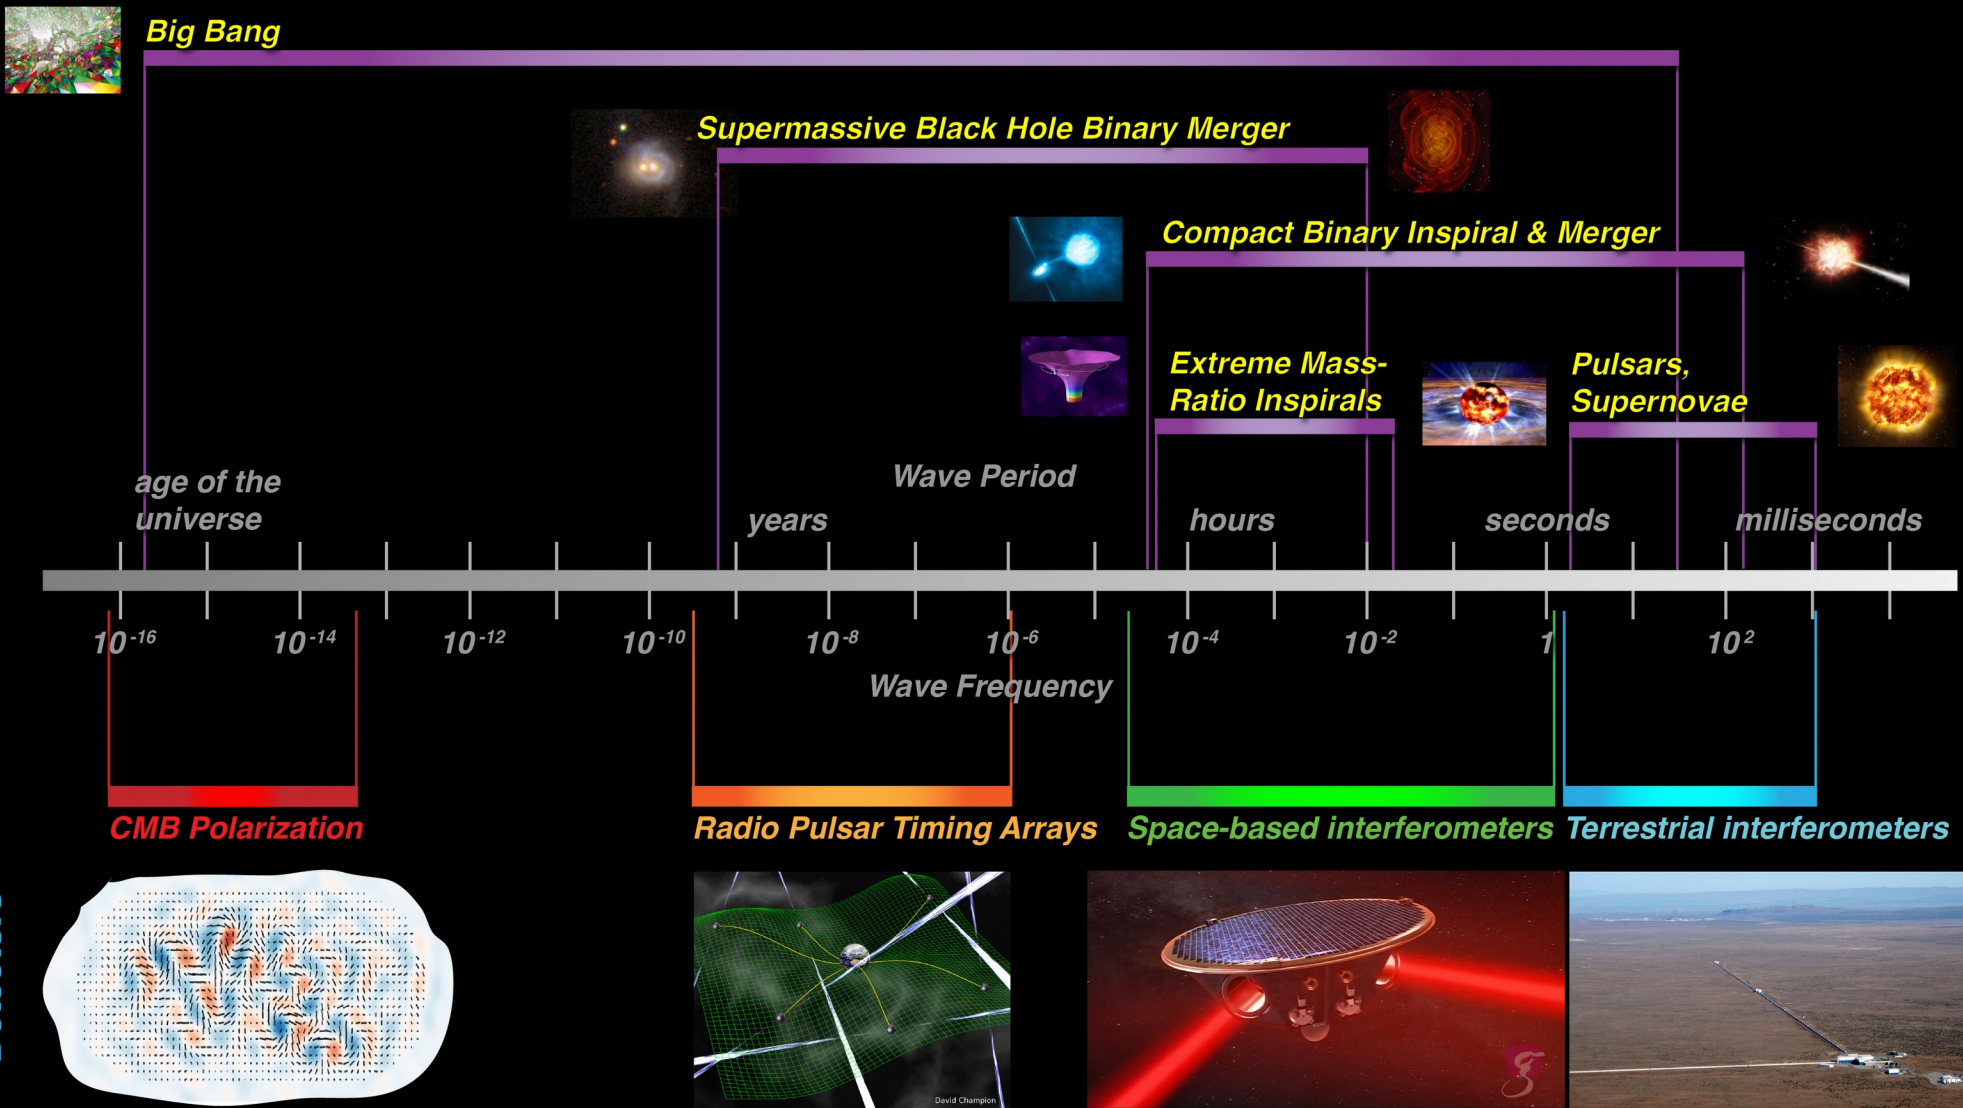 Big Bang
Supermassive Black Hole Binary Merger
Compact Binary Inspiral & Merger
Extreme Mass-
Ratio Inspirals
Pulsars,
Supernovae
age of the
universe
Wave Period
years
hours
seconds
milliseconds
10-16
10-14
10-12
10-10
10-8
10-6
10-4
10-2
1
10 2
Wave Frequency
CMB Polarization
Radio Pulsar Timing Arrays
Space-based interferometers
Terrestrial interferometers
David Champion